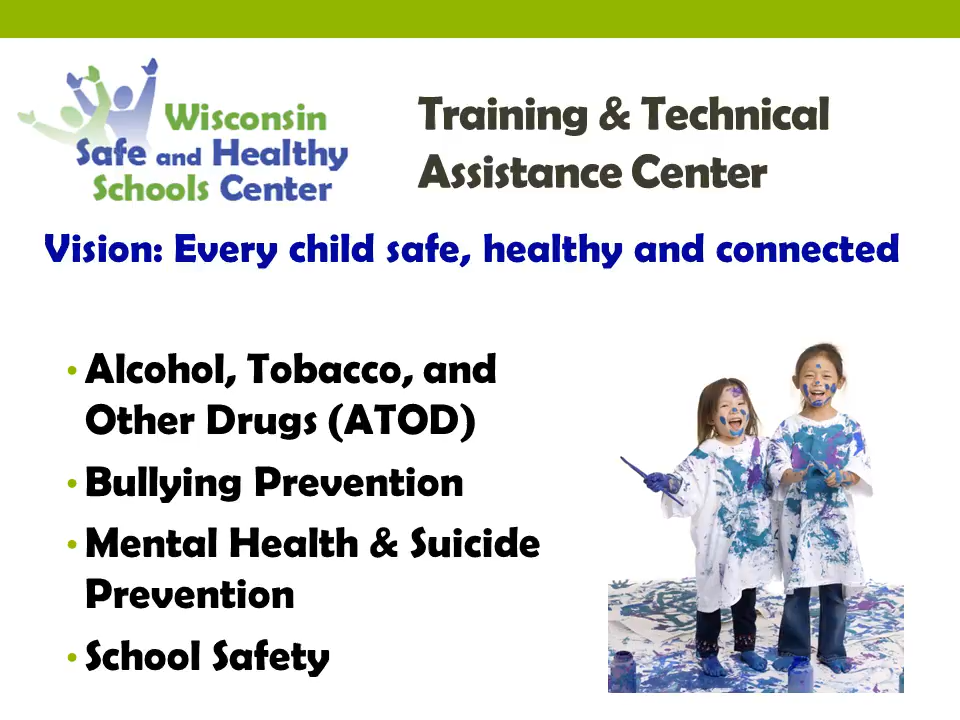 Wisconsin
Safe and Healthy
Schools Center
Training & Technical
Assistance Center
Vision: Every child safe, healthy and connected
• Alcohol, Tobacco, and
Other Drugs (ATOD)
• Bullying Prevention
• Mental Health & Suicide
Prevention
• School Safety